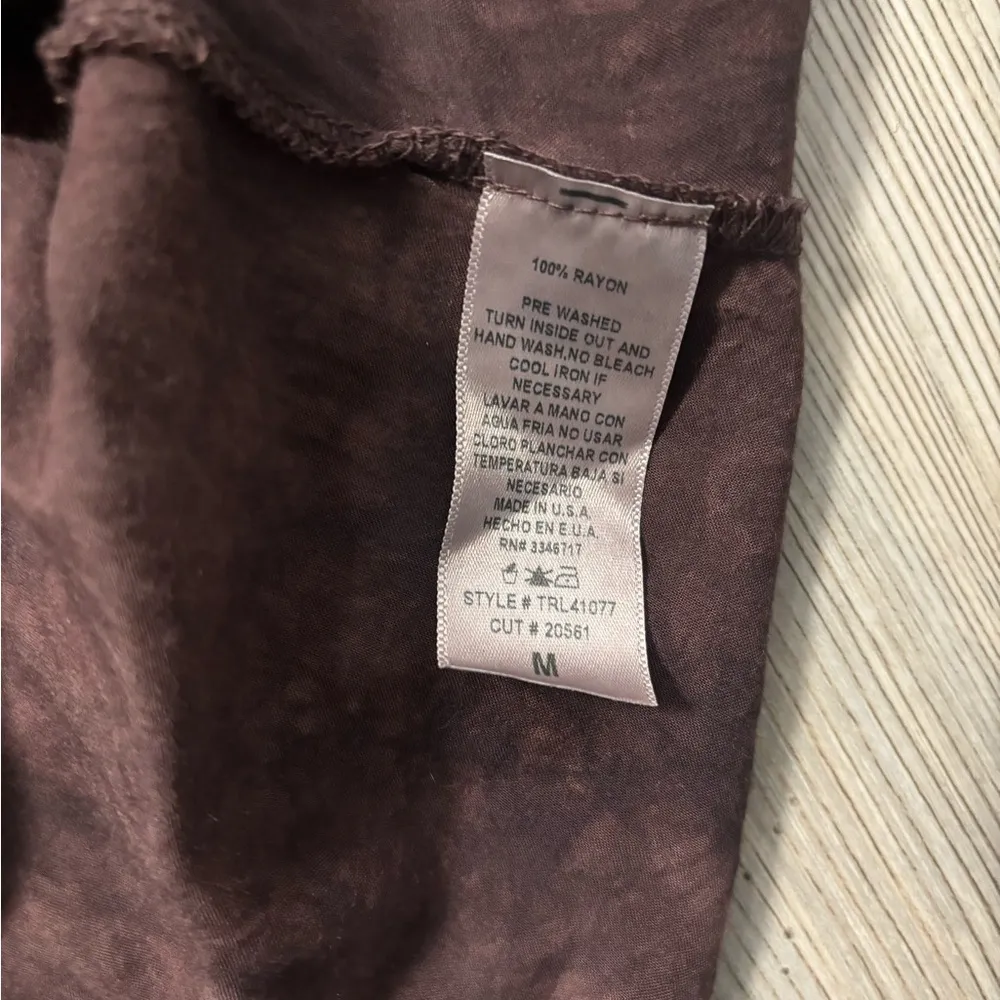 100% RAYON
PRE WASHED
TURN INSIDE OUT AND
HAND WASH,NO BLEACH
COOL IRON IF
NECESSARY
LAVAR A MANO CON
AGUA FRIA NO USAR
CLORO PLANCHAR CON
TEMPERATURA BAJA SI
NECESARIO
MADE IN U.S.A.
HECHO EN E.U.A.
RN# 3346717
STYLE # TRL41077
CUT # 20561
M